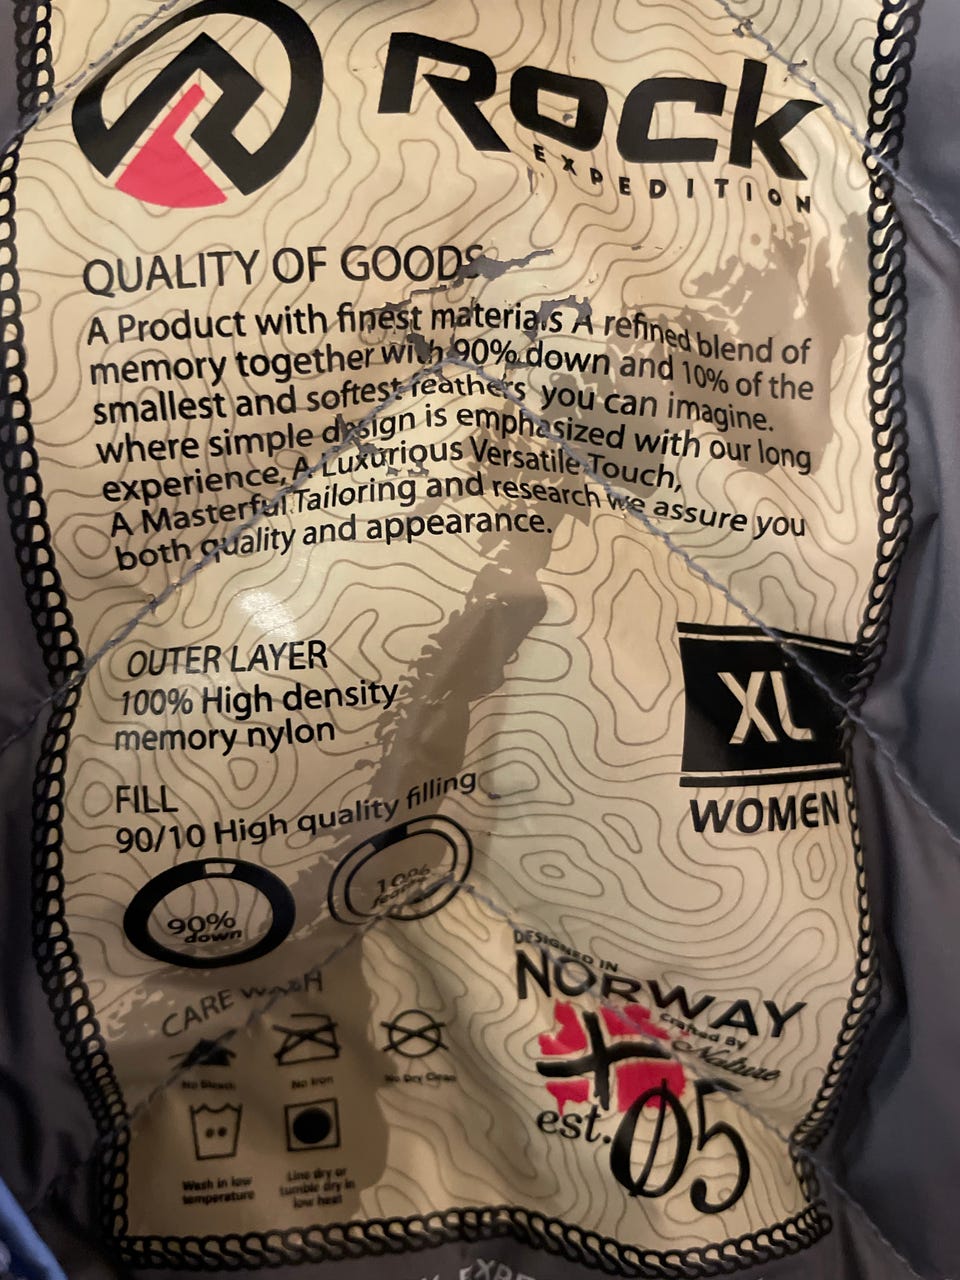 Rock
EXPEDITION
QUALITY OF GOODS
A Product with finest materials A refined blend of
memory together with 90% down and 10% of the
smallest and softest feathers you can imagine.
where simple design is emphasized with our long
experience, A Luxurious Versatile Touch,
A Masterful Tailoring and research we assure you
both quality and appearance.
OUTER LAYER
100% High density
memory nylon
XL
WOMEN
FILL
90/10 High quality filling
90%
down
10%
CARE WASH
No Bleach
No Iron
No Dry Clean
Wash in low
temperature
Line dry or
tumble dry in
low heat
DESIGNED IN
NORWAY
Crafted By
Nature
est. Ø5